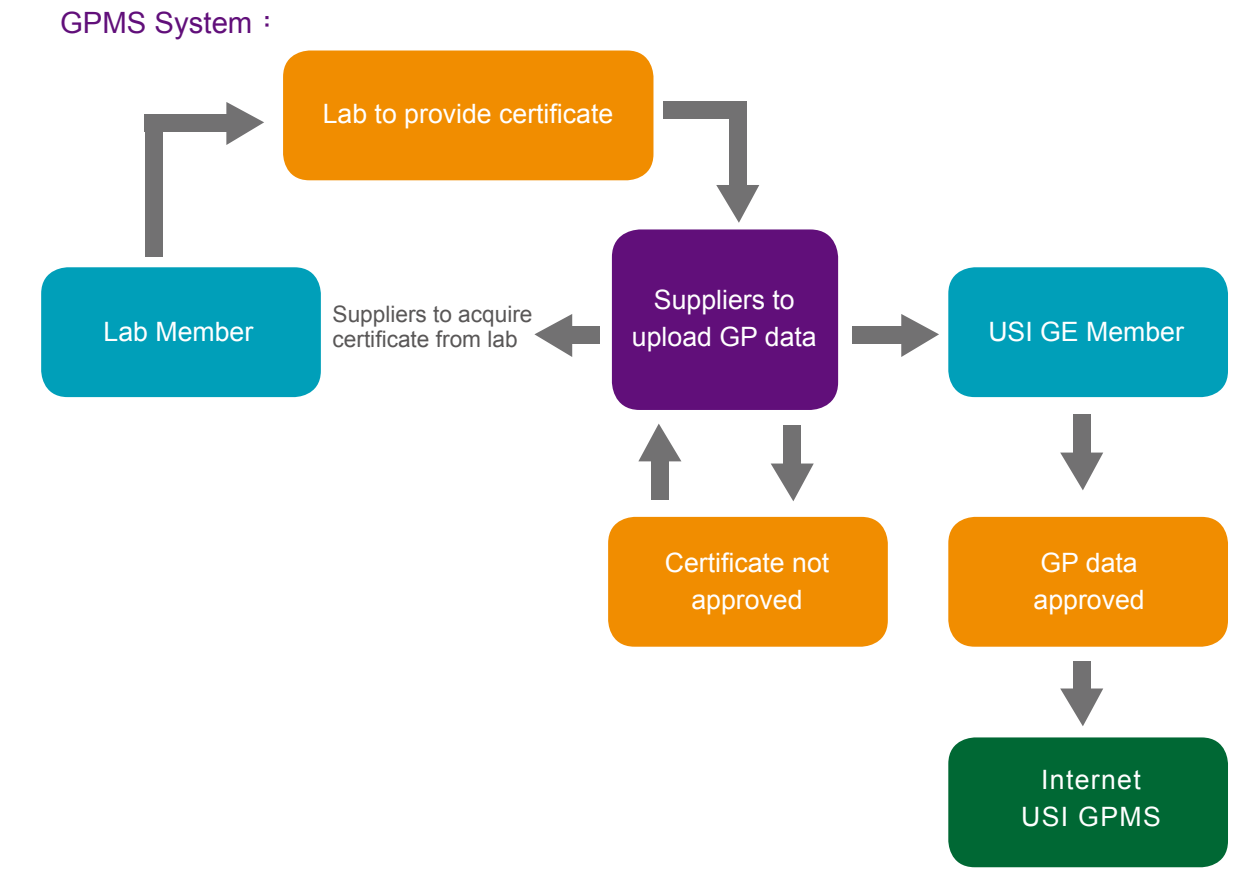 GPMS System：
Lab to provide certificate
Lab Member
Suppliers to acquire
certificate from lab
Suppliers to
upload GP data
USI GE Member
Certificate not
approved
GP data
approved
Internet
USI GPMS